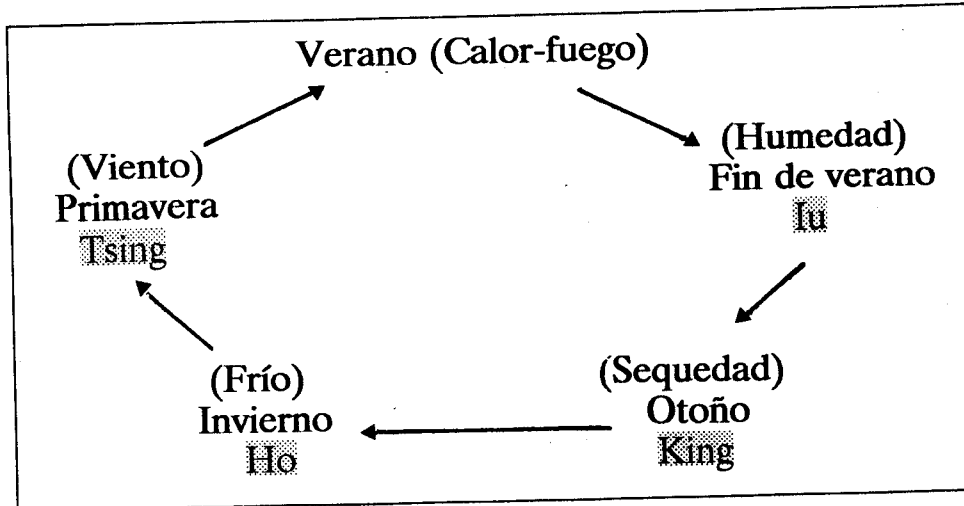 Verano (Calor-fuego)
(Humedad)
Fin de verano
Iu
(Sequedad)
Otoño
King
(Frío)
Invierno
Ho
(Viento)
Primavera
Tsing